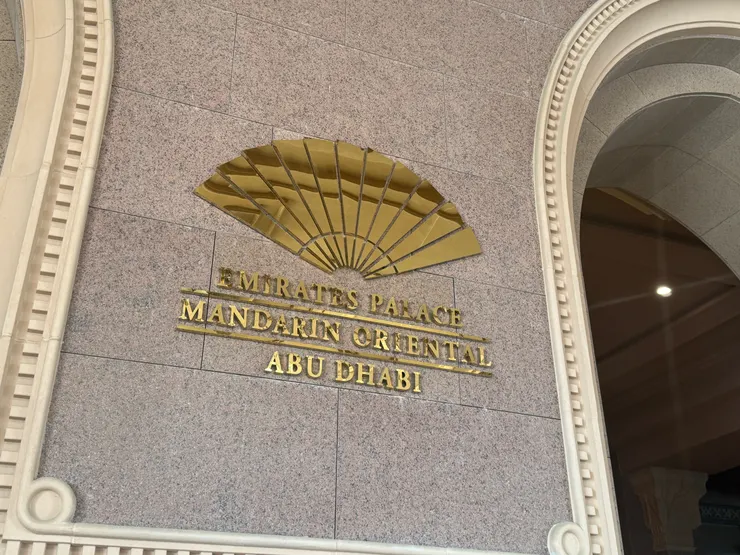 EMIRATES PALACE
MANDARIN ORIENTAL
ABU DHABI